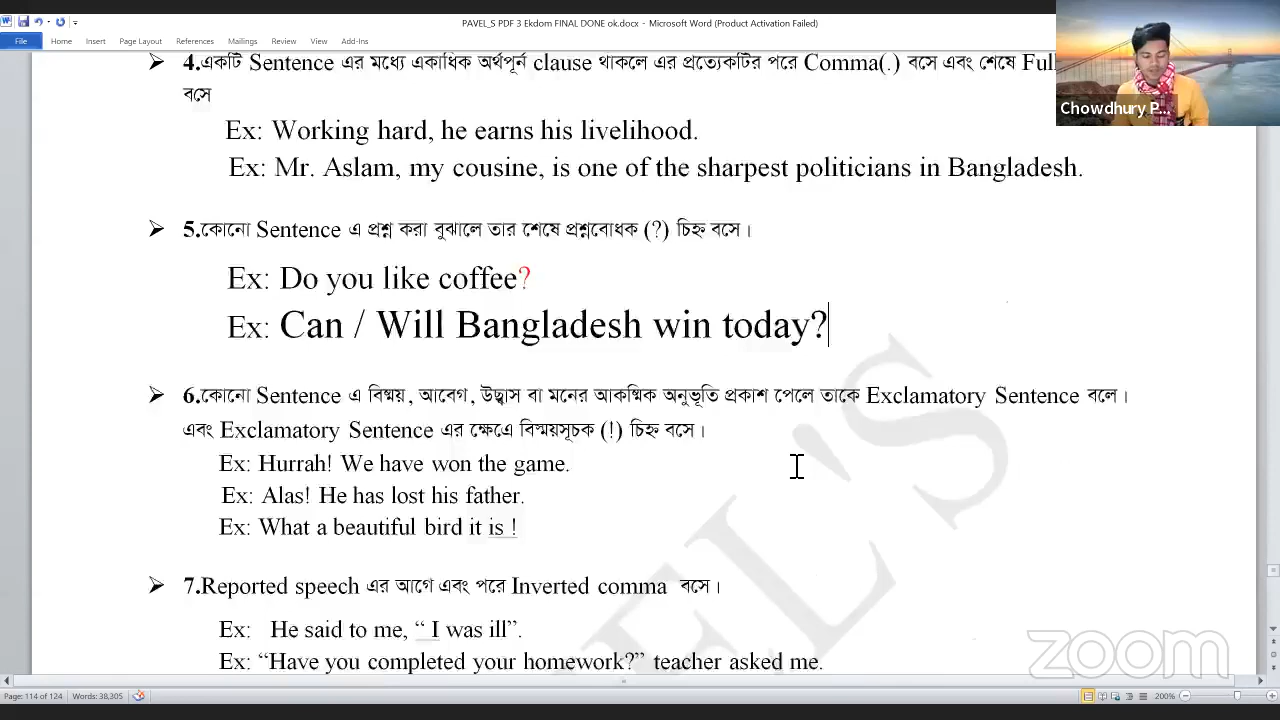 PAVEL_S PDF 3 Ekdom FINAL DONE ok.docx - Microsoft Word (Product Activation Failed)
File Home Insert Page Layout References Mailings Review View Add-Ins
➢ 4.একটি Sentence এর মধ্যে একাধিক অর্থপূর্ন clause থাকলে এর প্রত্যেকটির পরে Comma(.) বসে এবং শেষে Full
বসে
Ex: Working hard, he earns his livelihood.
Ex: Mr. Aslam, my cousine, is one of the sharpest politicians in Bangladesh.
➢ 5.কোনো Sentence এ প্রশ্ন করা বুঝালে তার শেষে প্রশ্নবোধক (?) চিহ্ন বসে।
Ex: Do you like coffee?
Ex: Can / Will Bangladesh win today?
➢ 6.কোনো Sentence এ বিষ্ময়, আবেগ, উচ্ছ্বাস বা মনের আকষ্মিক অনুভূতি প্রকাশ পেলে তাকে Exclamatory Sentence বলে।
এবং Exclamatory Sentence এর ক্ষেত্রে বিষ্ময়সূচক (!) চিহ্ন বসে।
Ex: Hurrah! We have won the game.
Ex: Alas! He has lost his father.
Ex: What a beautiful bird it is !
➢ 7.Reported speech এর আগে এবং পরে Inverted comma বসে।
Ex: He said to me, “ I was ill”.
Ex: “Have you completed your homework?” teacher asked me.
Chowdhury P...
zoom
Page: 114 of 124 Words: 38,305 200%